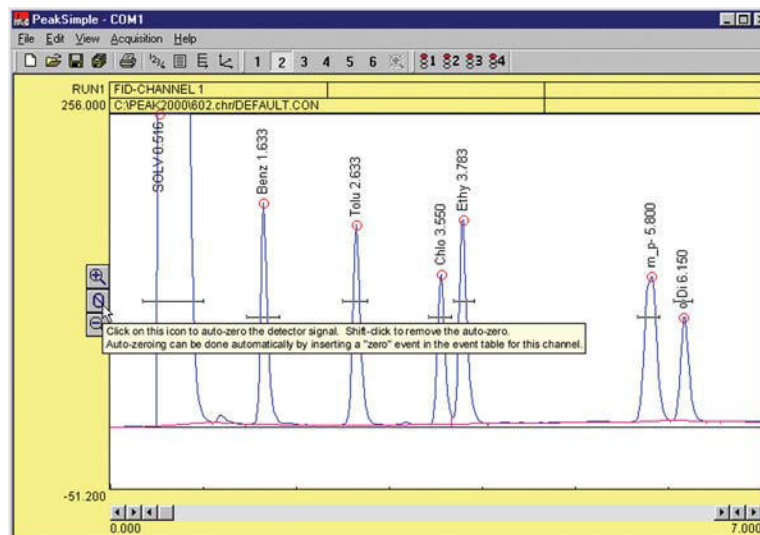 PeakSimple - COM1
File Edit View Acquisition Help
1 2 3 4 5 6 1 2 3 4
RUN1 FID-CHANNEL 1
256.000 C:\PEAK2000\602.chr/DEFAULT.CON
SOLV 0.516
Benz 1.633
Tolu 2.633
Chlo 3.550
Ethy 3.783
m_p- 5.800
o-Di 6.150
Click on this icon to auto-zero the detector signal. Shift-click to remove the auto-zero.
Auto-zeroing can be done automatically by inserting a "zero" event in the event table for this channel.
-51.200
0.000 7.000